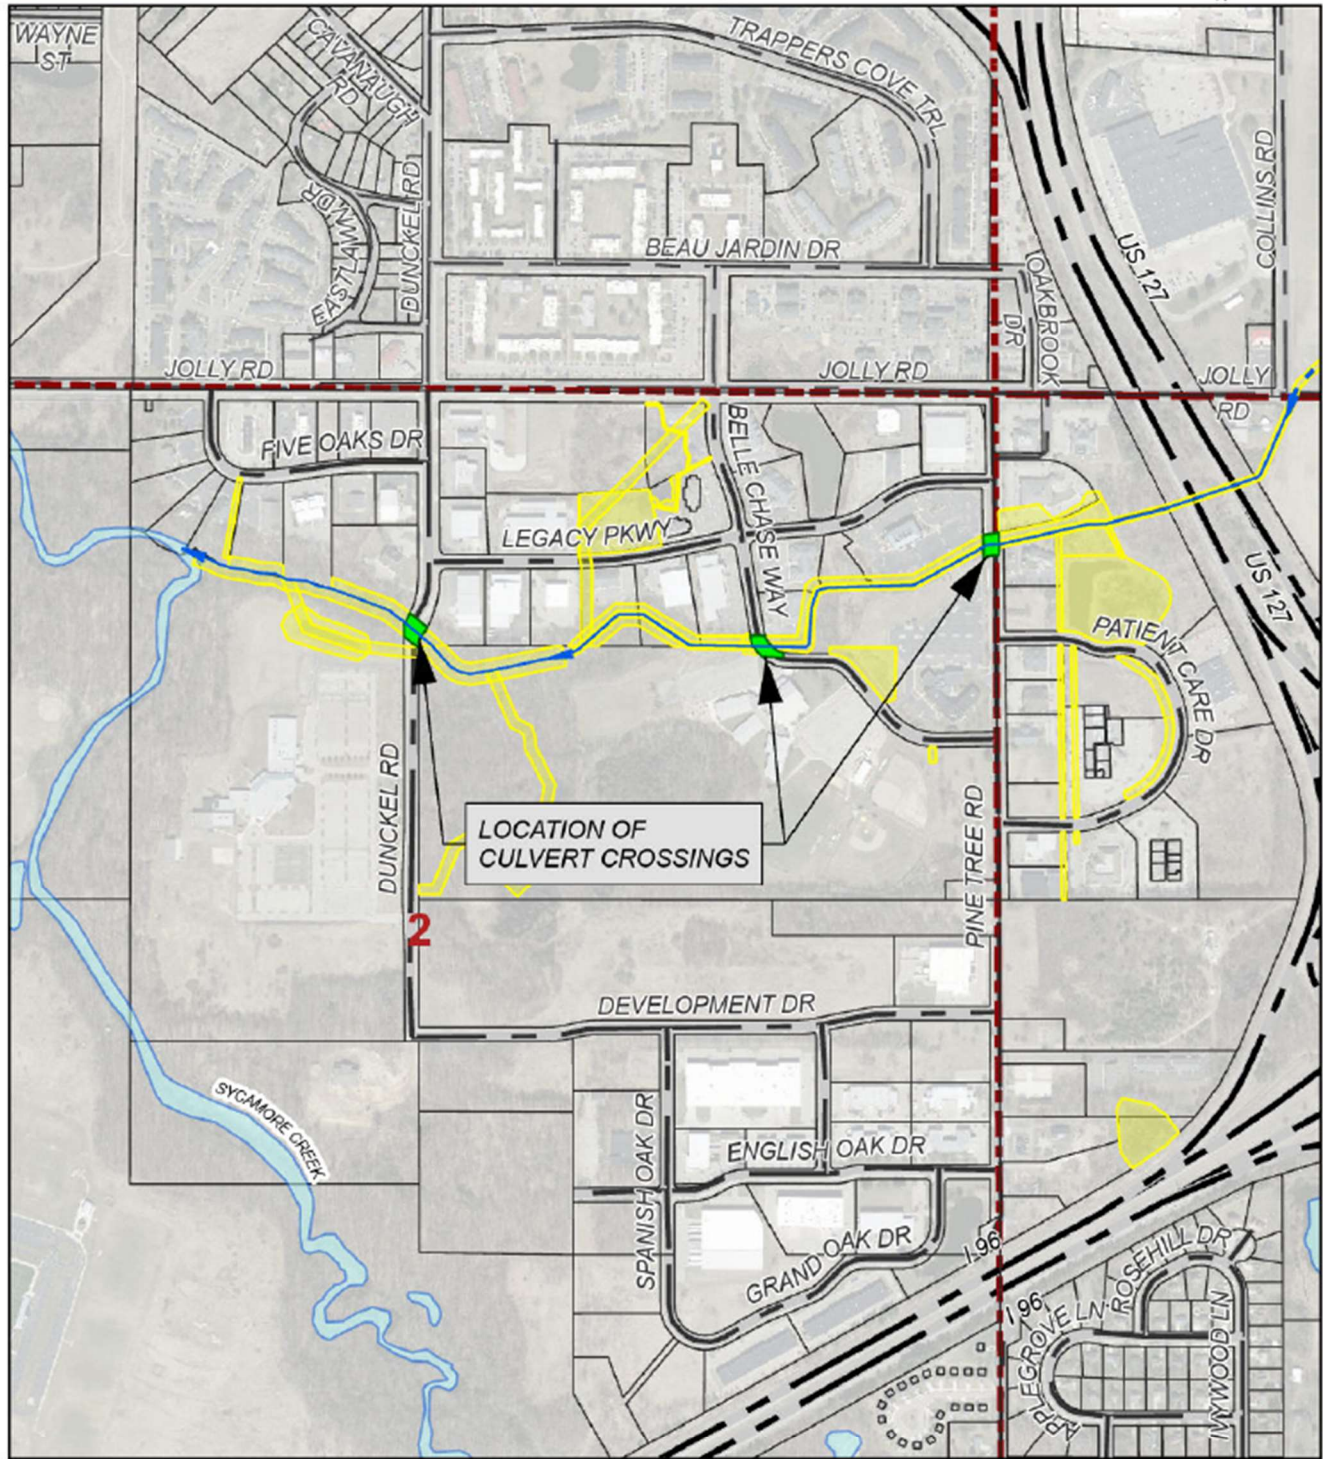 WAYNE
ST
CAVANAUGH
RD
TRAPPERS COVE TRL
DUNCKEL RD
EASTLAWN DR
COLLINS RD
US 127
BEAU JARDIN DR
OAKBROOK
DR
JOLLY RD
JOLLY RD
JOLLY
RD
FIVE OAKS DR
BELLE CHASE WAY
LEGACY PKWY
US 127
PATIENT CARE DR
DUNCKEL RD
LOCATION OF
CULVERT CROSSINGS
PINE TREE RD
2
DEVELOPMENT DR
SYCAMORE CREEK
SPANISH OAK DR
ENGLISH OAK DR
GRAND OAK DR
I 96
I 96
ROSEHILL DR
APPLEGROVE LN
IVYWOOD LN